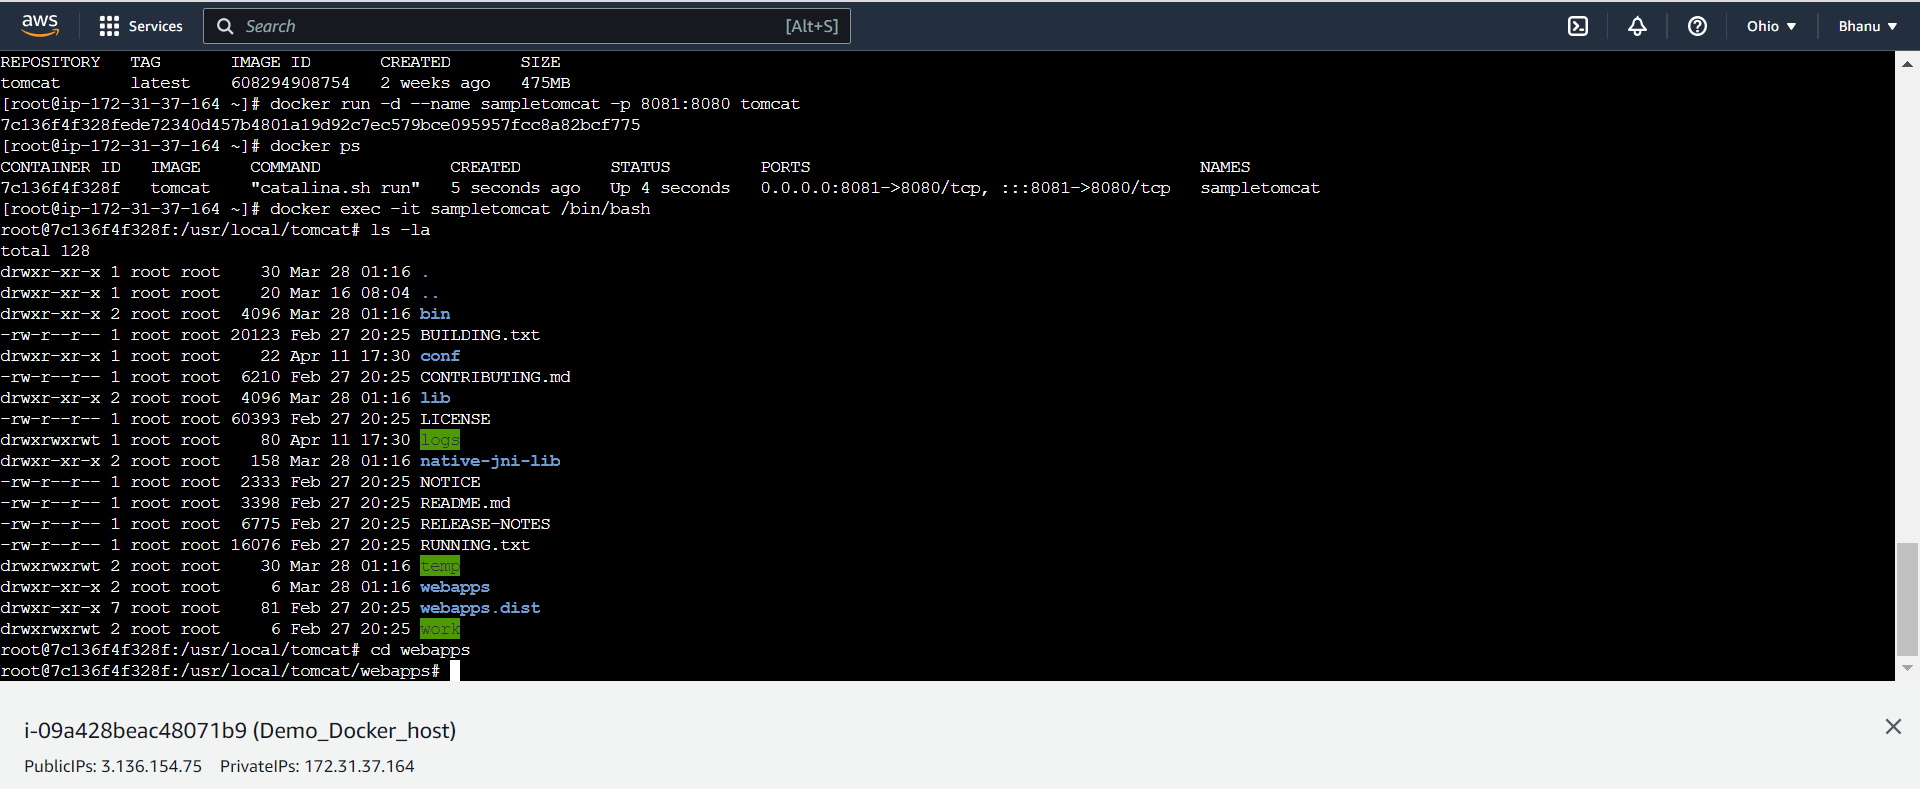 aws Services Search [Alt+S] Ohio Bhanu
REPOSITORY   TAG       IMAGE ID       CREATED       SIZE
tomcat       latest    608294908754   2 weeks ago   475MB
[root@ip-172-31-37-164 ~]# docker run -d --name sampletomcat -p 8081:8080 tomcat
7c136f4f328fede72340d457b4801a19d92c7ec579bce095957fcc8a82bcf775
[root@ip-172-31-37-164 ~]# docker ps
CONTAINER ID   IMAGE     COMMAND             CREATED         STATUS         PORTS                                       NAMES
7c136f4f328f   tomcat    "catalina.sh run"   5 seconds ago   Up 4 seconds   0.0.0.0:8081->8080/tcp, :::8081->8080/tcp   sampletomcat
[root@ip-172-31-37-164 ~]# docker exec -it sampletomcat /bin/bash
root@7c136f4f328f:/usr/local/tomcat# ls -la
total 128
drwxr-xr-x 1 root root    30 Mar 28 01:16 .
drwxr-xr-x 1 root root    20 Mar 16 08:04 ..
drwxr-xr-x 2 root root  4096 Mar 28 01:16 bin
-rw-r--r-- 1 root root 20123 Feb 27 20:25 BUILDING.txt
drwxr-xr-x 1 root root    22 Apr 11 17:30 conf
-rw-r--r-- 1 root root  6210 Feb 27 20:25 CONTRIBUTING.md
drwxr-xr-x 2 root root  4096 Mar 28 01:16 lib
-rw-r--r-- 1 root root 60393 Feb 27 20:25 LICENSE
drwxrwxrwt 1 root root    80 Apr 11 17:30 logs
drwxr-xr-x 2 root root   158 Mar 28 01:16 native-jni-lib
-rw-r--r-- 1 root root  2333 Feb 27 20:25 NOTICE
-rw-r--r-- 1 root root  3398 Feb 27 20:25 README.md
-rw-r--r-- 1 root root  6775 Feb 27 20:25 RELEASE-NOTES
-rw-r--r-- 1 root root 16076 Feb 27 20:25 RUNNING.txt
drwxrwxrwt 2 root root    30 Mar 28 01:16 temp
drwxr-xr-x 2 root root     6 Mar 28 01:16 webapps
drwxr-xr-x 7 root root    81 Feb 27 20:25 webapps.dist
drwxrwxrwt 2 root root     6 Feb 27 20:25 work
root@7c136f4f328f:/usr/local/tomcat# cd webapps
root@7c136f4f328f:/usr/local/tomcat/webapps#
i-09a428beac48071b9 (Demo_Docker_host)
PublicIPs: 3.136.154.75 PrivateIPs: 172.31.37.164